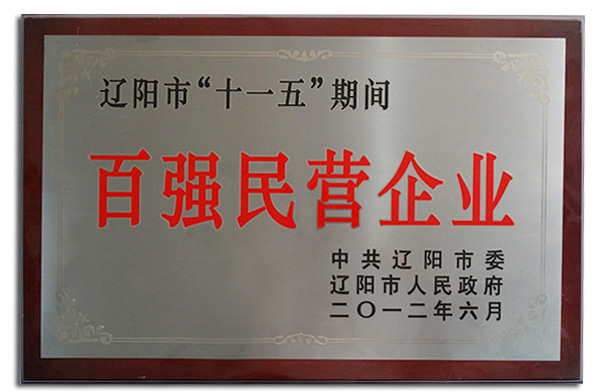 辽阳市“十一五”期间
百强民营企业
中共辽阳市委
辽阳市人民政府
二〇一二年六月